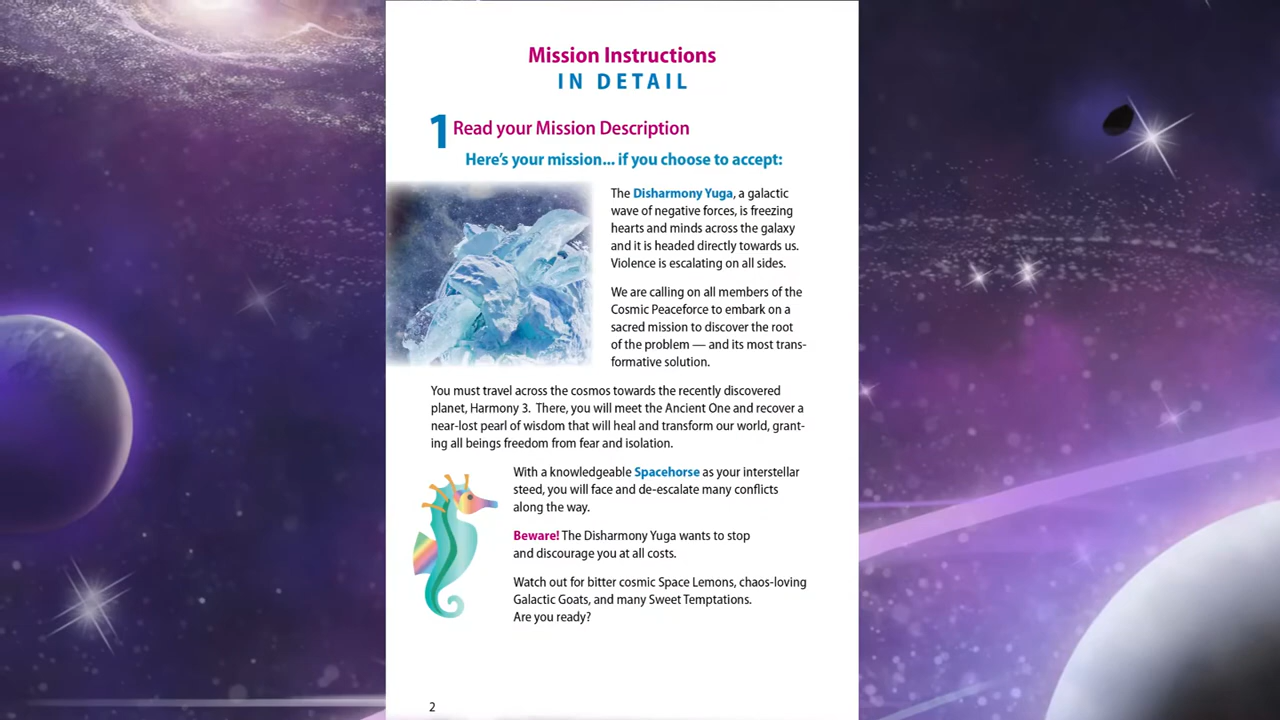 Mission Instructions
IN DETAIL
1 Read your Mission Description
Here's your mission... if you choose to accept:
The Disharmony Yuga, a galactic
wave of negative forces, is freezing
hearts and minds across the galaxy
and it is headed directly towards us.
Violence is escalating on all sides.
We are calling on all members of the
Cosmic Peaceforce to embark on a
sacred mission to discover the root
of the problem — and its most trans-
formative solution.
You must travel across the cosmos towards the recently discovered
planet, Harmony 3.  There, you will meet the Ancient One and recover a
near-lost pearl of wisdom that will heal and transform our world, grant-
ing all beings freedom from fear and isolation.
With a knowledgeable Spacehorse as your interstellar
steed, you will face and de-escalate many conflicts
along the way.
Beware! The Disharmony Yuga wants to stop
and discourage you at all costs.
Watch out for bitter cosmic Space Lemons, chaos-loving
Galactic Goats, and many Sweet Temptations.
Are you ready?
2